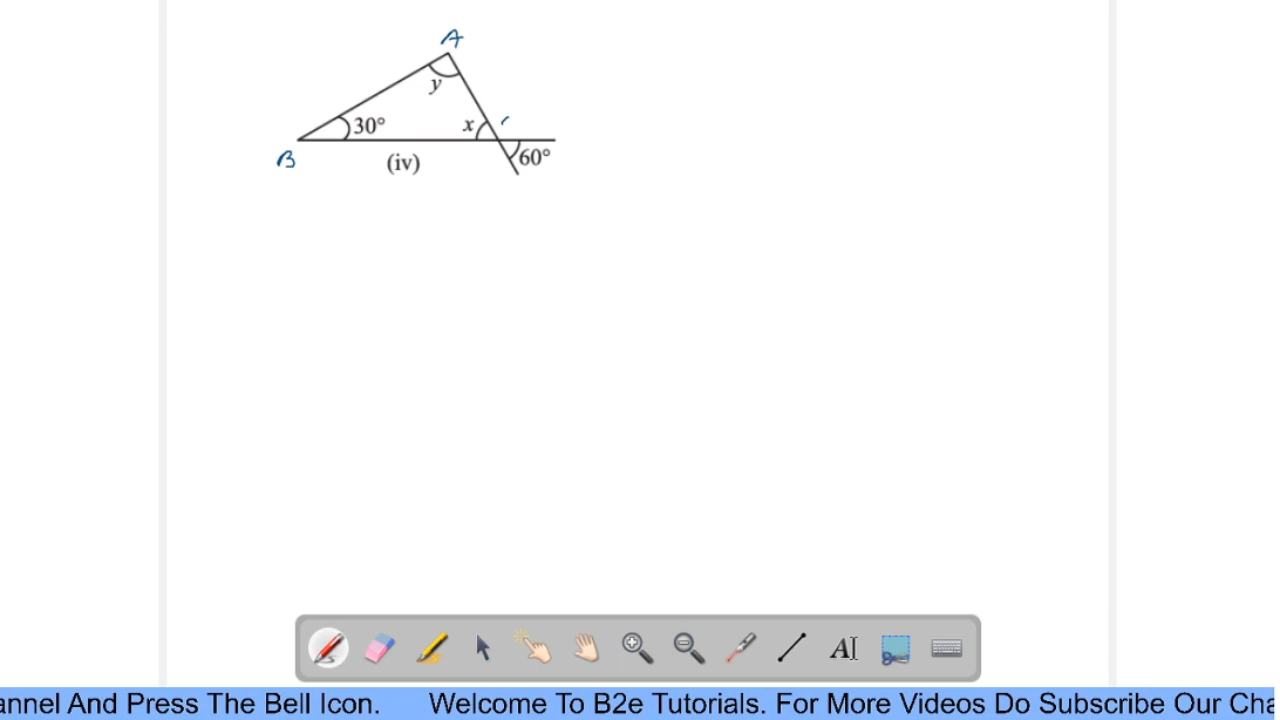 A
y
30°
x
B
(iv)
60°
AI
annel And Press The Bell Icon. Welcome To B2e Tutorials. For More Videos Do Subscribe Our Cha